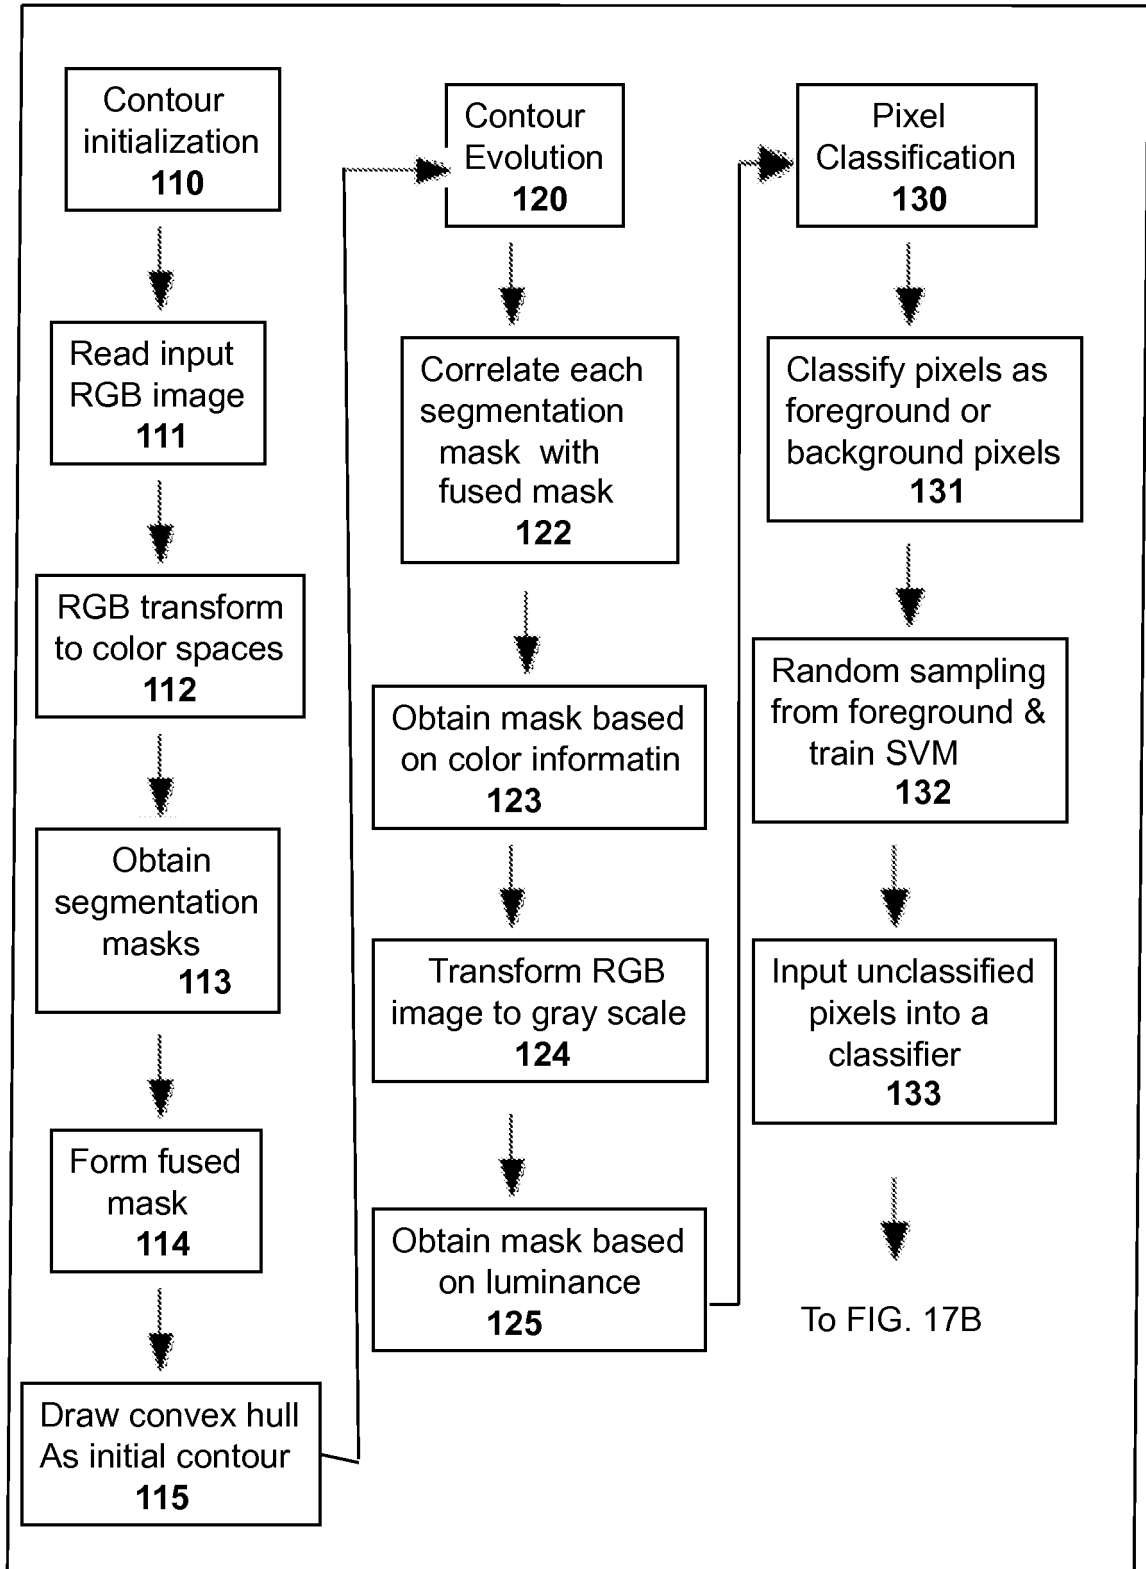 Contour
initialization
110
Read input
RGB image
111
RGB transform
to color spaces
112
Obtain
segmentation
masks
113
Form fused
mask
114
Draw convex hull
As initial contour
115
Contour
Evolution
120
Correlate each
segmentation
mask with
fused mask
122
Obtain mask based
on color informatin
123
Transform RGB
image to gray scale
124
Obtain mask based
on luminance
125
Pixel
Classification
130
Classify pixels as
foreground or
background pixels
131
Random sampling
from foreground &
train SVM
132
Input unclassified
pixels into a
classifier
133
To FIG. 17B